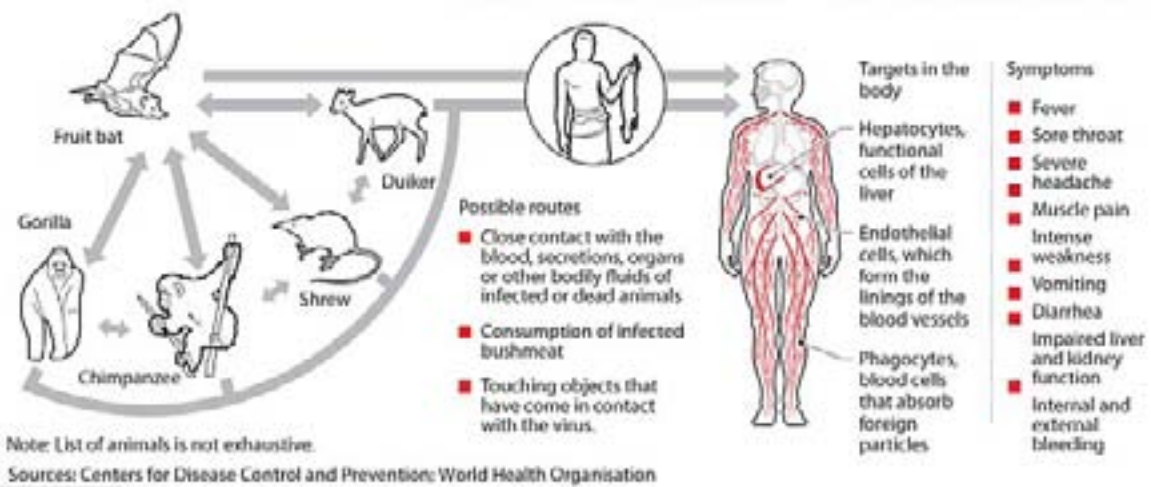 Fruit bat
Duiker
Gorilla
Shrew
Chimpanzee
Possible routes
Close contact with the
blood, secretions, organs
or other bodily fluids of
infected or dead animals
Consumption of infected
bushmeat
Touching objects that
have come in contact
with the virus.
Targets in the
body
Hepatocytes,
functional
cells of the
liver
Endothelial
cells, which
form the
linings of the
blood vessels
Phagocytes,
blood cells
that absorb
foreign
particles
Symptoms
Fever
Sore throat
Severe
headache
Muscle pain
Intense
weakness
Vomiting
Diarrhea
Impaired liver
and kidney
function
Internal and
external
bleeding
Note: List of animals is not exhaustive.
Sources: Centers for Disease Control and Prevention; World Health Organisation